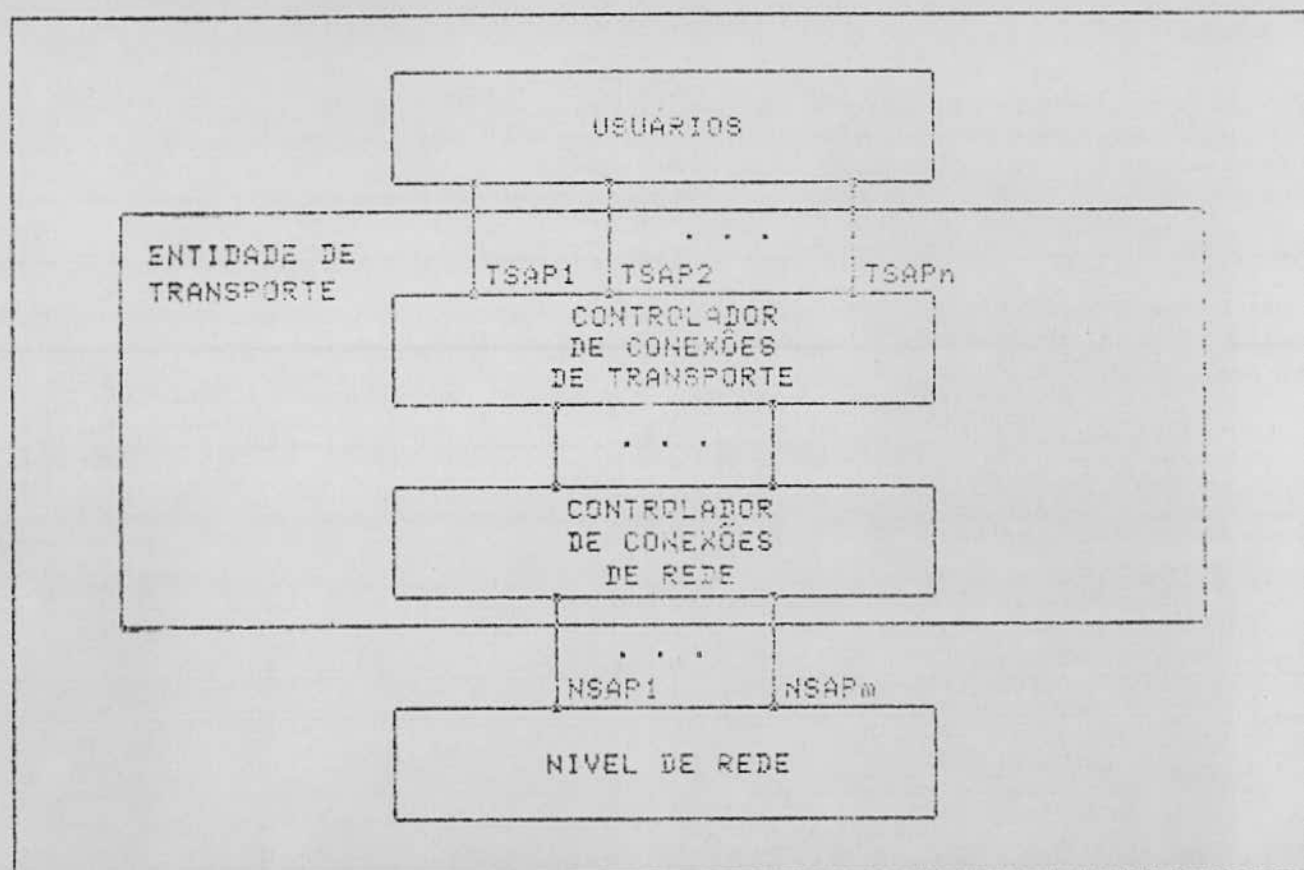 USUARIOS
. . .
ENTIDADE DE
TRANSPORTE
TSAP1 TSAP2 TSAPn
CONTROLADOR
DE CONEXÕES
DE TRANSPORTE
. . .
CONTROLADOR
DE CONEXÕES
DE REDE
. . .
NSAP1 NSAPm
NIVEL DE REDE